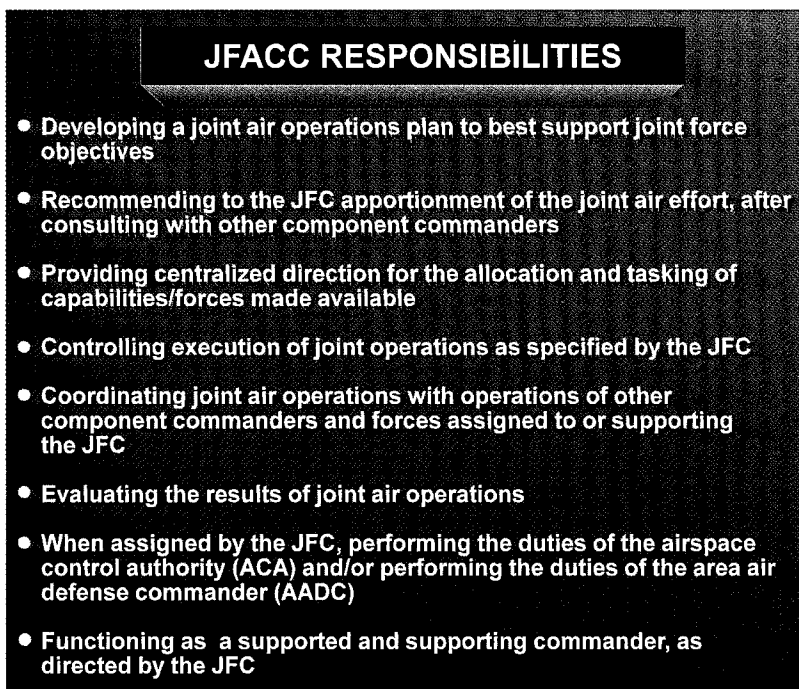 JFACC RESPONSIBILITIES
● Developing a joint air operations plan to best support joint force
objectives
● Recommending to the JFC apportionment of the joint air effort, after
consulting with other component commanders
● Providing centralized direction for the allocation and tasking of
capabilities/forces made available
● Controlling execution of joint operations as specified by the JFC
● Coordinating joint air operations with operations of other
component commanders and forces assigned to or supporting
the JFC
● Evaluating the results of joint air operations
● When assigned by the JFC, performing the duties of the airspace
control authority (ACA) and/or performing the duties of the area air
defense commander (AADC)
● Functioning as a supported and supporting commander, as
directed by the JFC